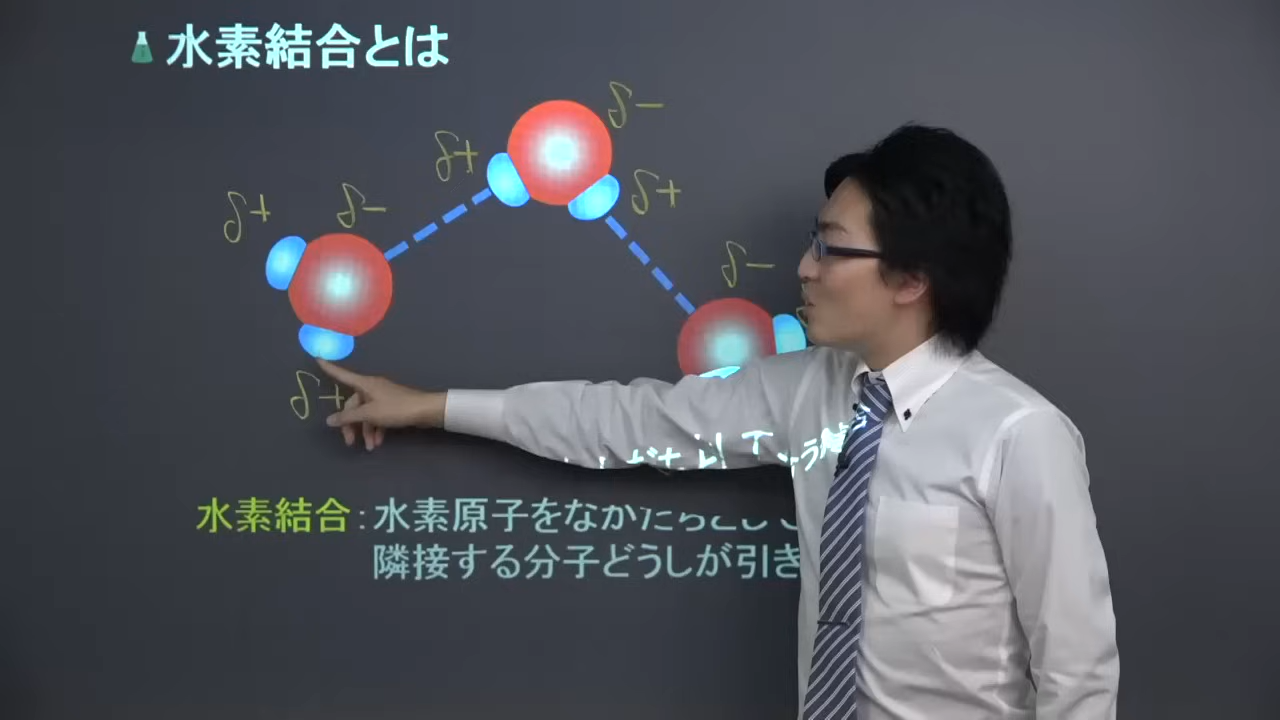 水素結合とは
δ-
δ+
δ+
δ+
δ-
δ-
δ+
水素結合：水素原子をなかだちとして
隣接する分子どうしが引き